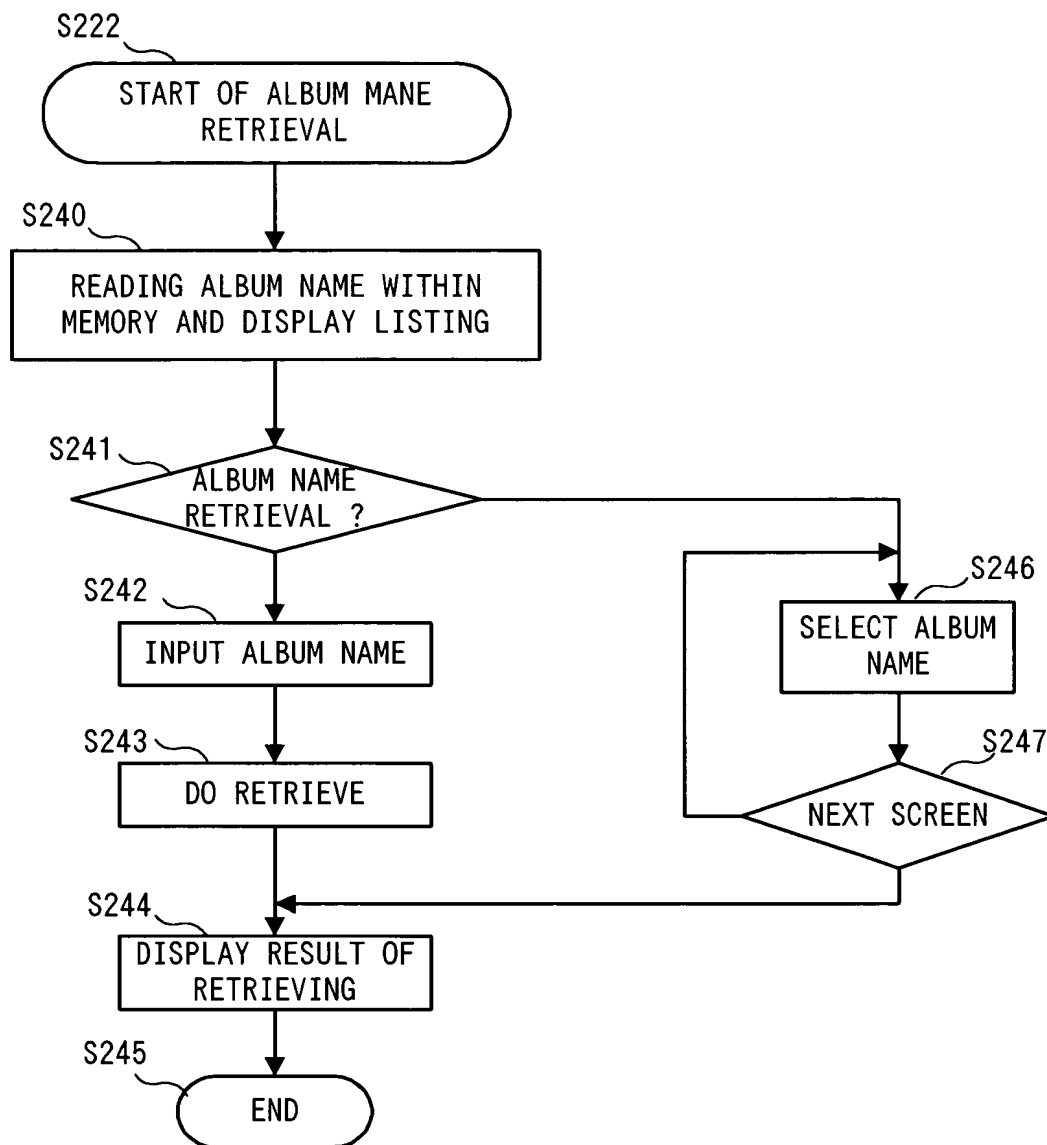 S222
START OF ALBUM MANE
RETRIEVAL
S240
READING ALBUM NAME WITHIN
MEMORY AND DISPLAY LISTING
S241
ALBUM NAME
RETRIEVAL ?
S242
INPUT ALBUM NAME
S243
DO RETRIEVE
S246
SELECT ALBUM
NAME
S247
NEXT SCREEN
S244
DISPLAY RESULT OF
RETRIEVING
S245
END